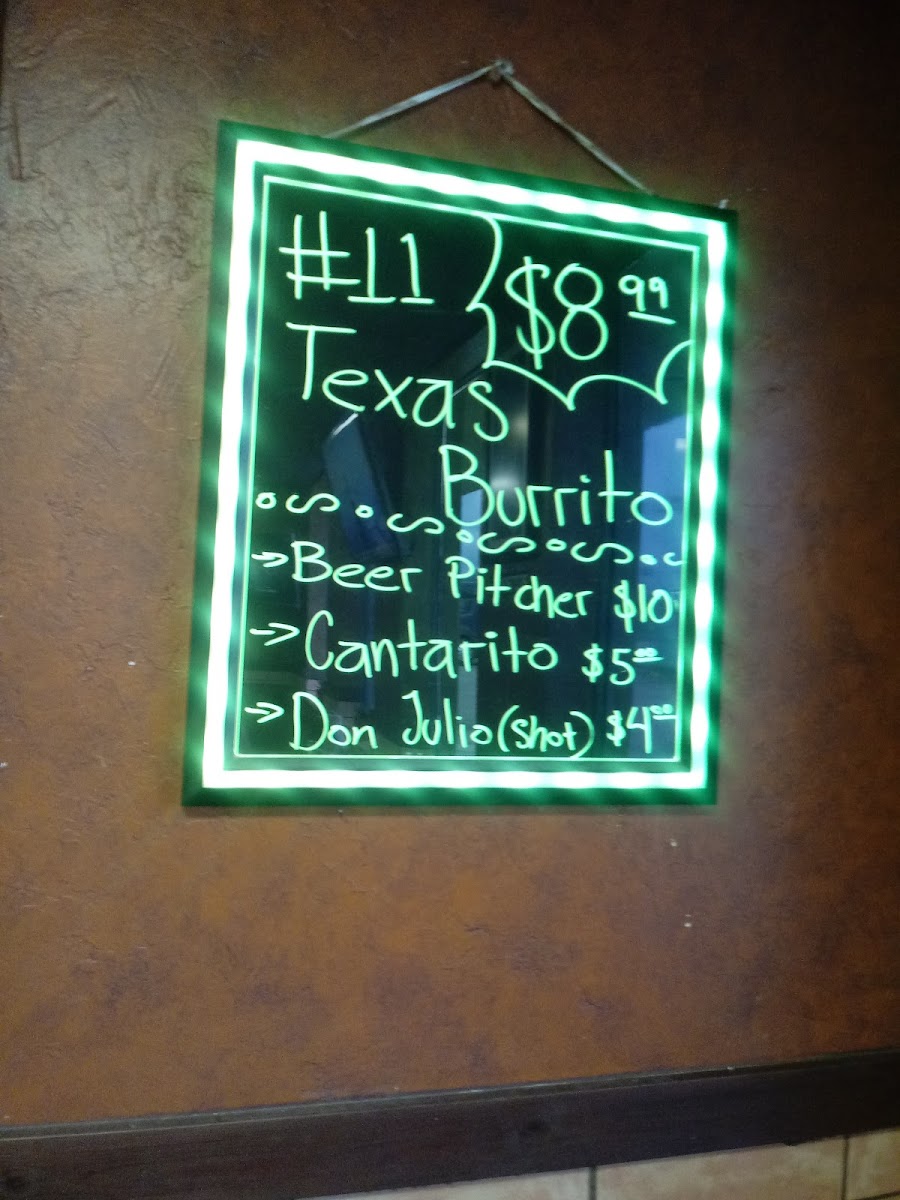 #11 $8 99
Texas
Burrito
→Beer Pitcher $10
→Cantarito $5.00
→Don Julio (shot) $4.00